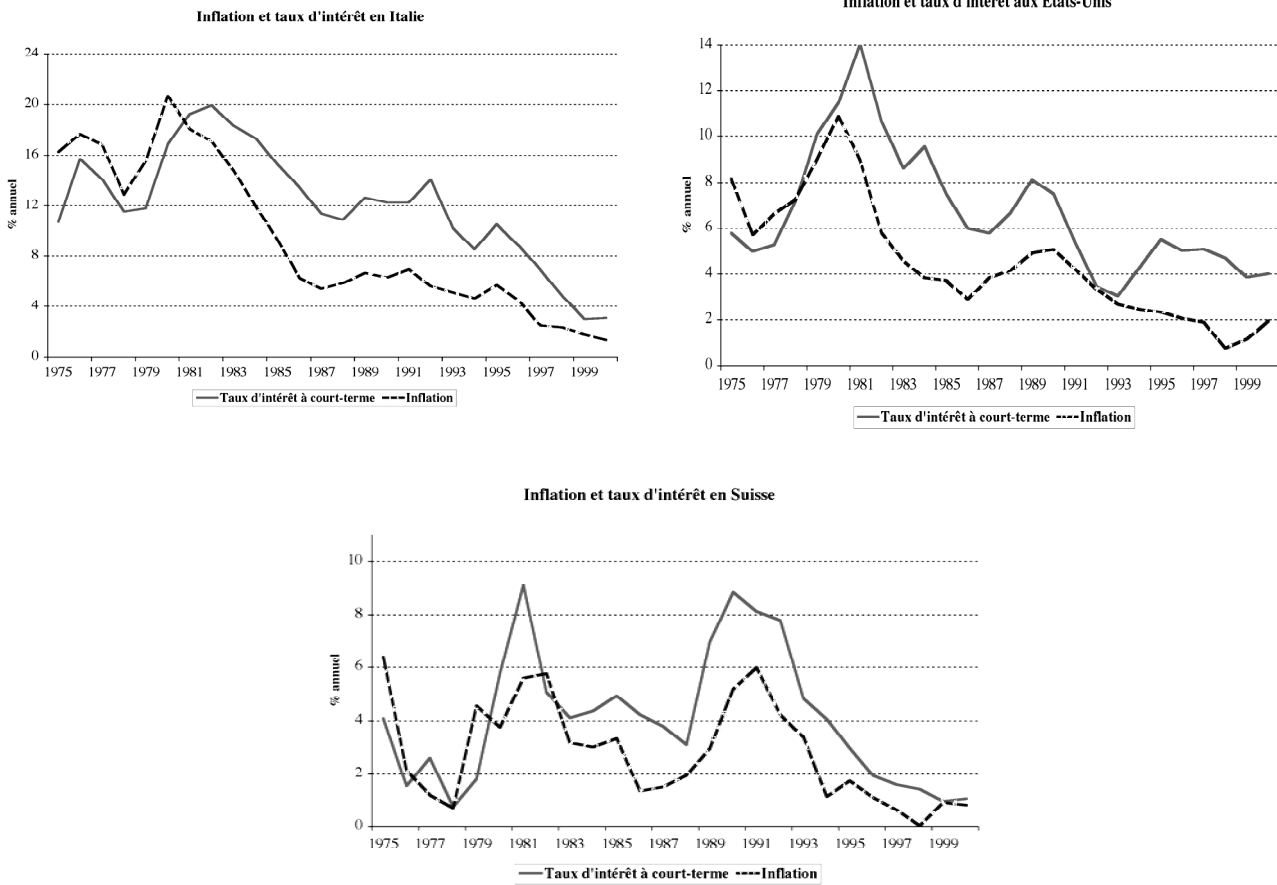 Inflation et taux d'intérêt en Italie
% annuel
24
20
16
12
8
4
0
1975 1977 1979 1981 1983 1985 1987 1989 1991 1993 1995 1997 1999
Taux d'intérêt à court-terme Inflation
Inflation et taux d'intérêt aux Etats-Unis
% annuel
14
12
10
8
6
4
2
0
1975 1977 1979 1981 1983 1985 1987 1989 1991 1993 1995 1997 1999
Taux d'intérêt à court-terme Inflation
Inflation et taux d'intérêt en Suisse
% annuel
10
8
6
4
2
0
1975 1977 1979 1981 1983 1985 1987 1989 1991 1993 1995 1997 1999
Taux d'intérêt à court-terme Inflation